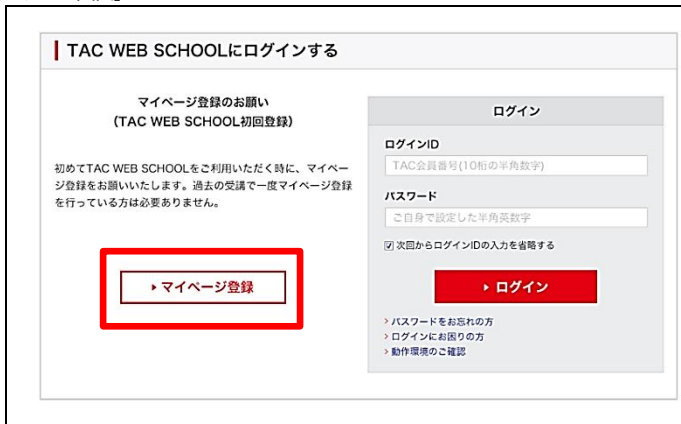 TAC WEB SCHOOLにログインする
マイページ登録のお願い
(TAC WEB SCHOOL初回登録)
初めてTAC WEB SCHOOLをご利用いただく時に、マイペー
ジ登録をお願いいたします。過去の受講で一度マイページ登録
を行っている方は必要ありません。
マイページ登録
ログイン
ログインID
TAC会員番号(10桁の半角数字)
パスワード
ご自身で設定した半角英数字
次回からログインIDの入力を省略する
ログイン
パスワードをお忘れの方
ログインにお困りの方
動作環境のご確認